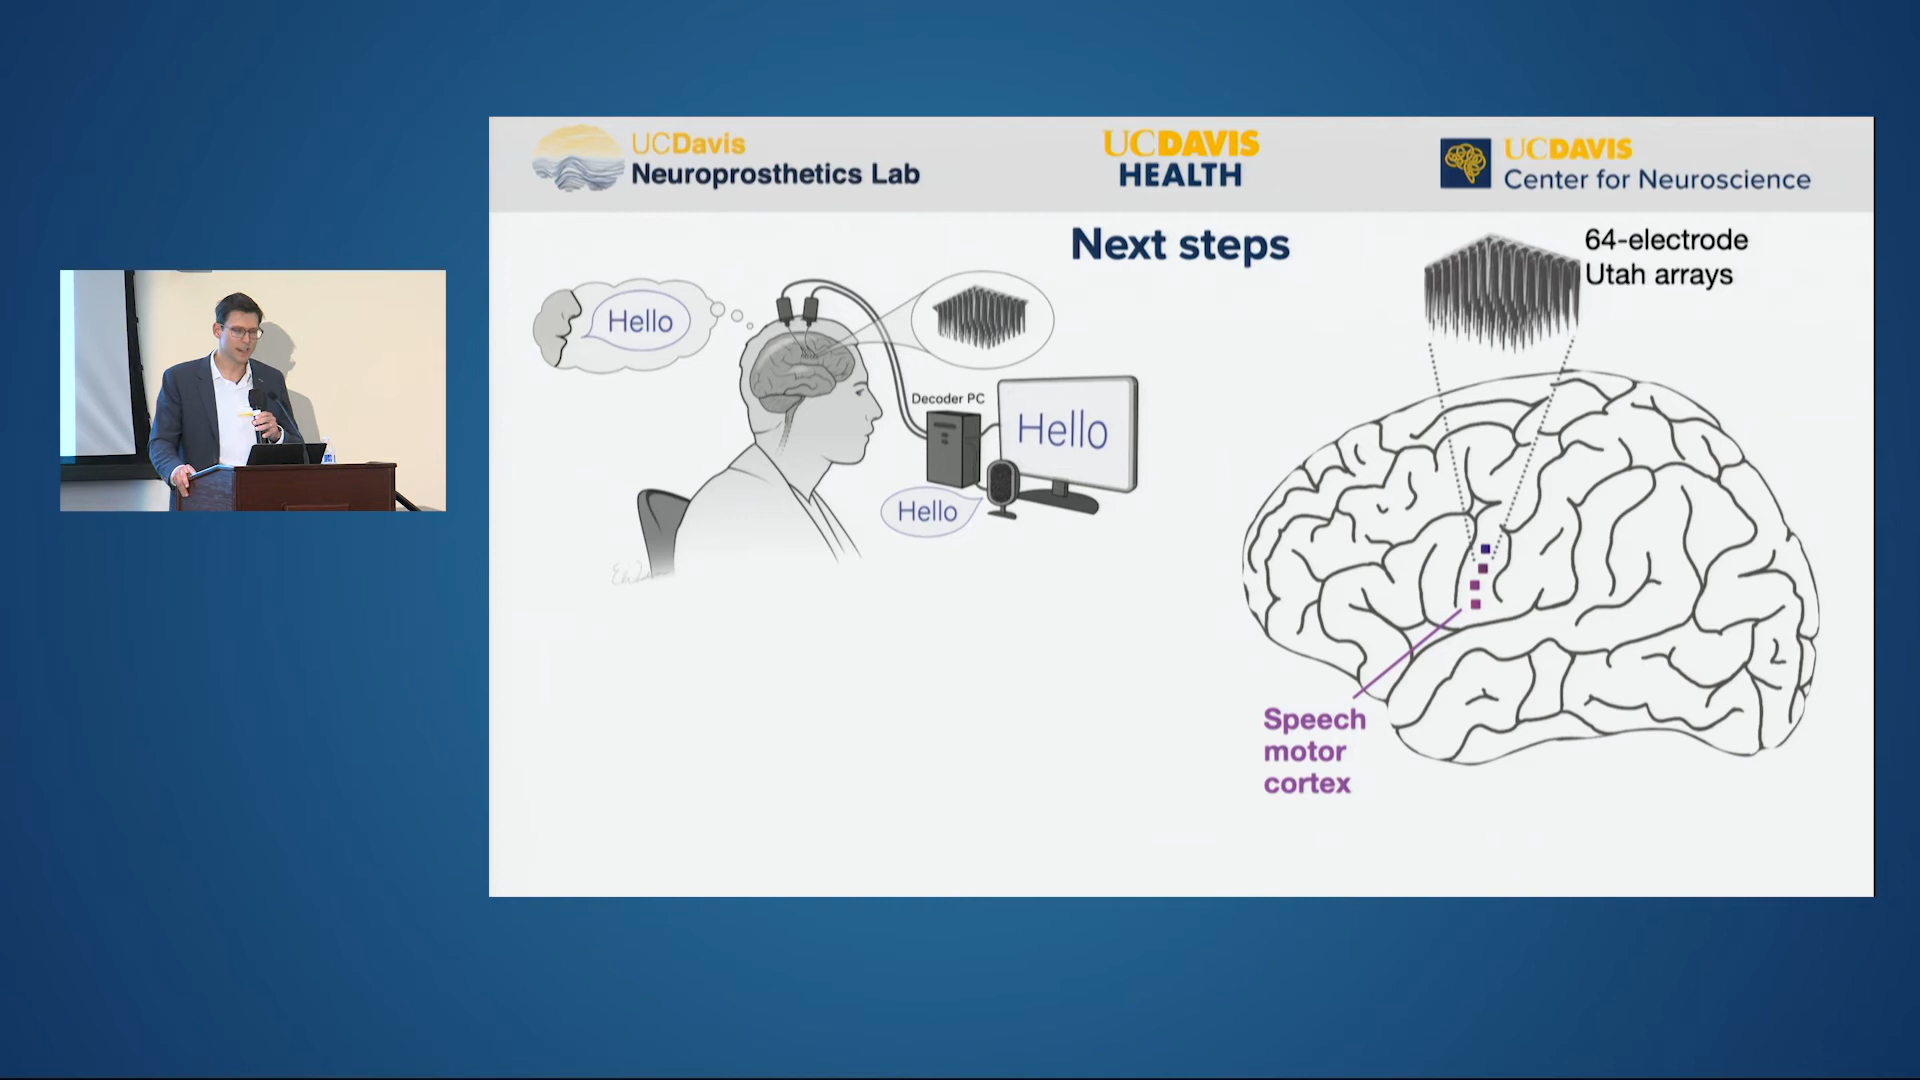 UCDavis
Neuroprosthetics Lab
UCDAVIS
HEALTH
UCDAVIS
Center for Neuroscience
Next steps
64-electrode
Utah arrays
Hello
Decoder PC
Hello
Hello
Speech
motor
cortex